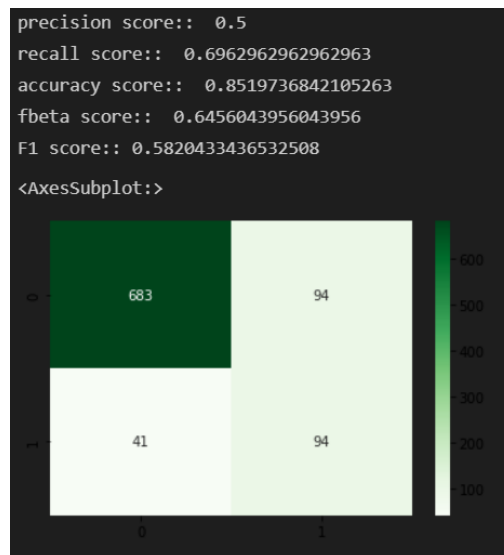 precision score::  0.5
recall score::  0.6962962962962963
accuracy score::  0.8519736842105263
fbeta score::  0.6456043956043956
F1 score:: 0.5820433436532508
<AxesSubplot:>
0 683 94
1 41 94
0 1
600
500
400
300
200
100